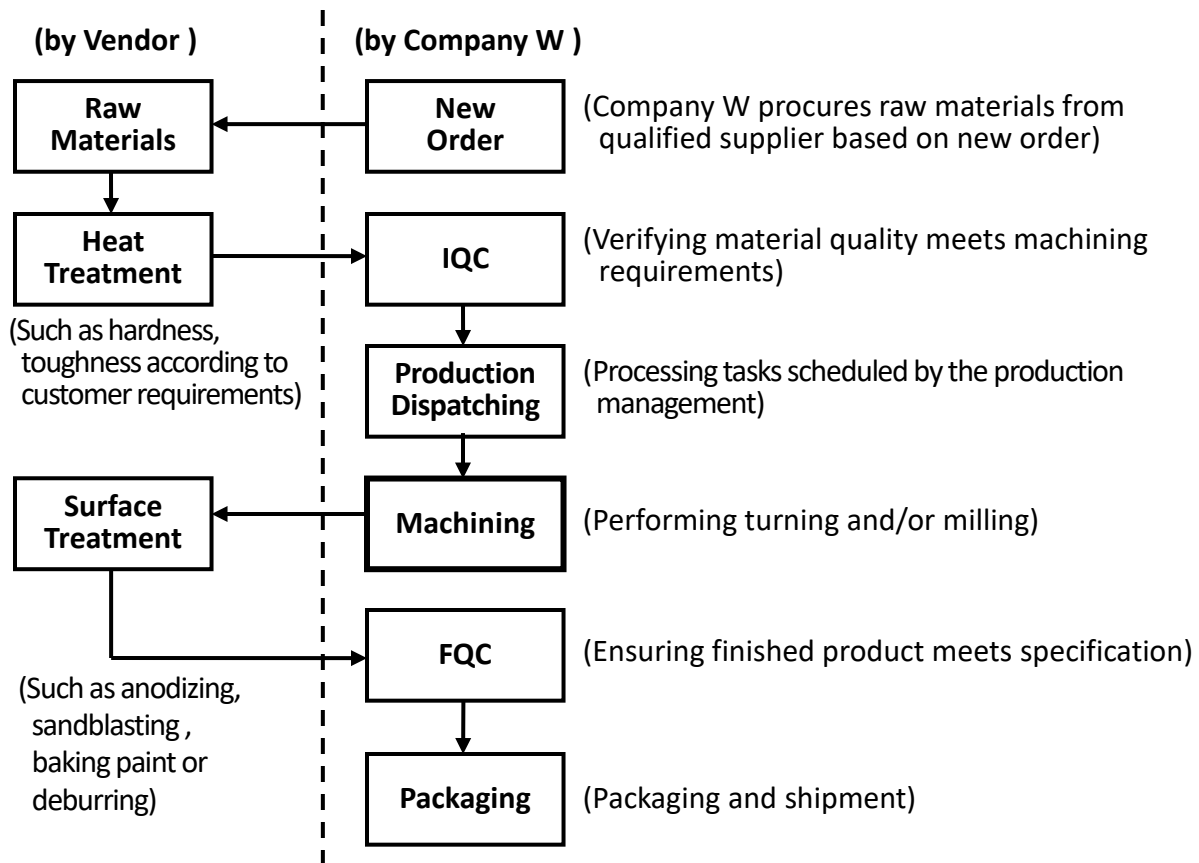 (by Vendor )
(by Company W )
Raw
Materials
New
Order
(Company W procures raw materials from
qualified supplier based on new order)
Heat
Treatment
IQC
(Verifying material quality meets machining
requirements)
(Such as hardness,
toughness according to
customer requirements)
Production
Dispatching
(Processing tasks scheduled by the production
management)
Surface
Treatment
Machining
(Performing turning and/or milling)
FQC
(Ensuring finished product meets specification)
(Such as anodizing,
sandblasting ,
baking paint or
deburring)
Packaging
(Packaging and shipment)